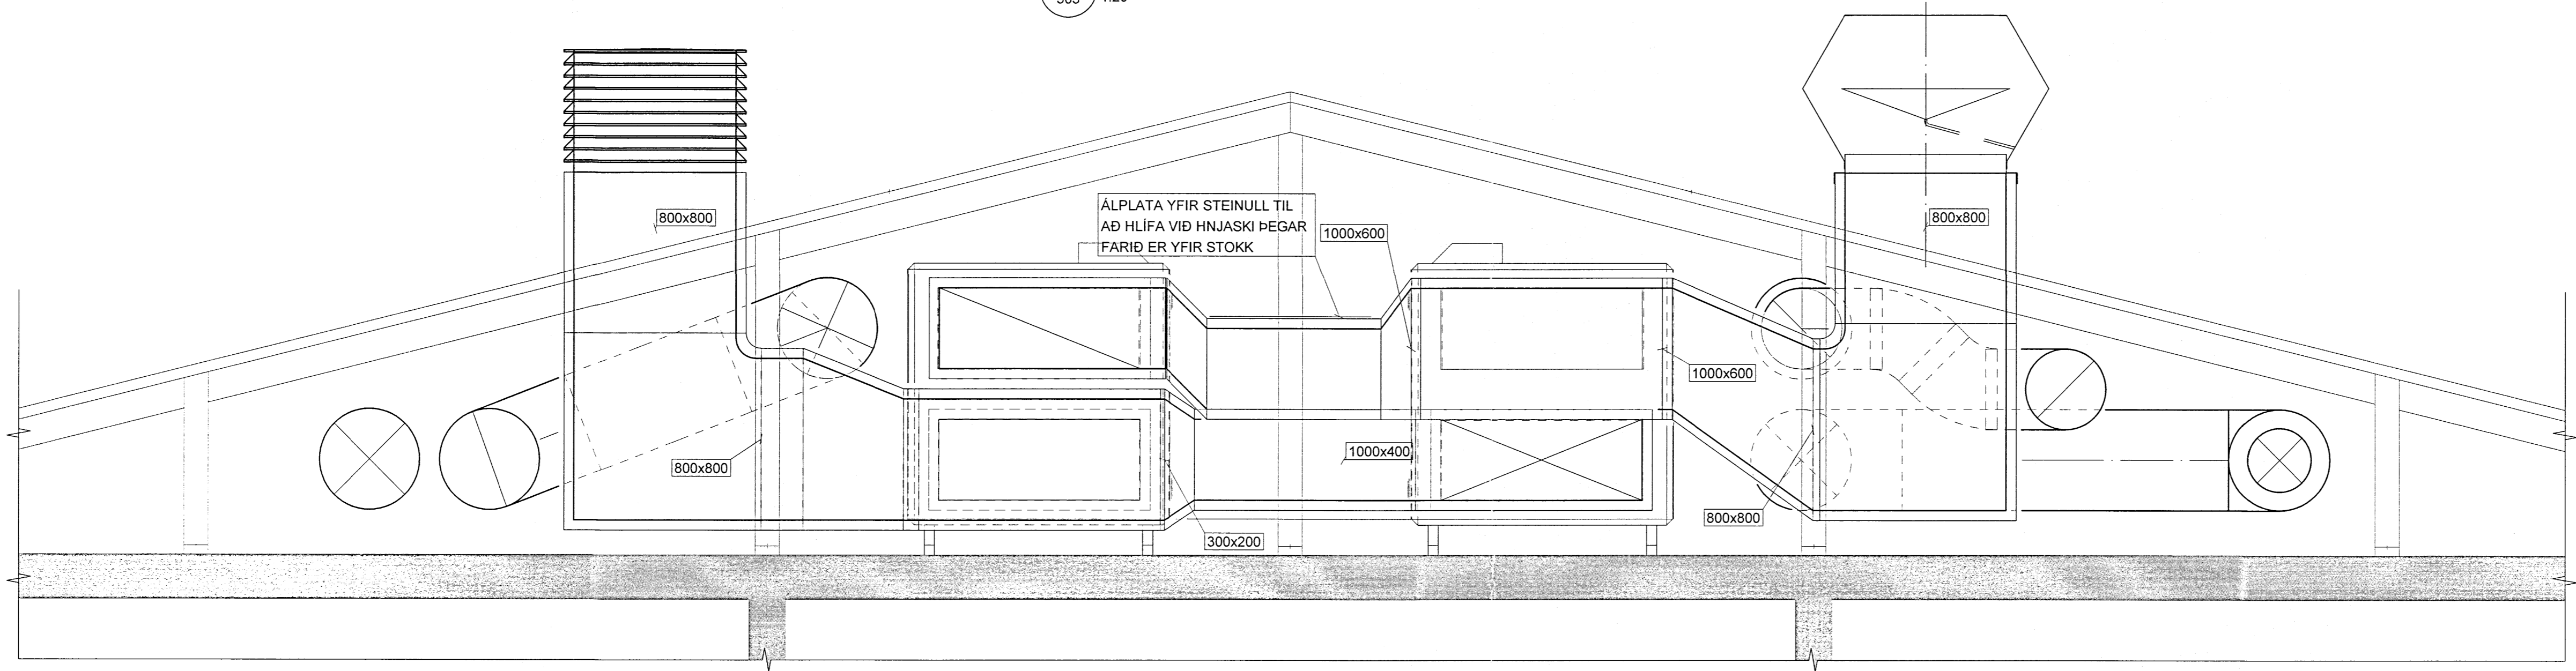 800x800
ÁLPLATA YFIR STEINULL TIL
AÐ HLÍFA VIÐ HNJASKI ÞEGAR
FARIÐ ER YFIR STOKK
1000x600
800x800
1000x600
800x800
1000x400
800x800
300x200